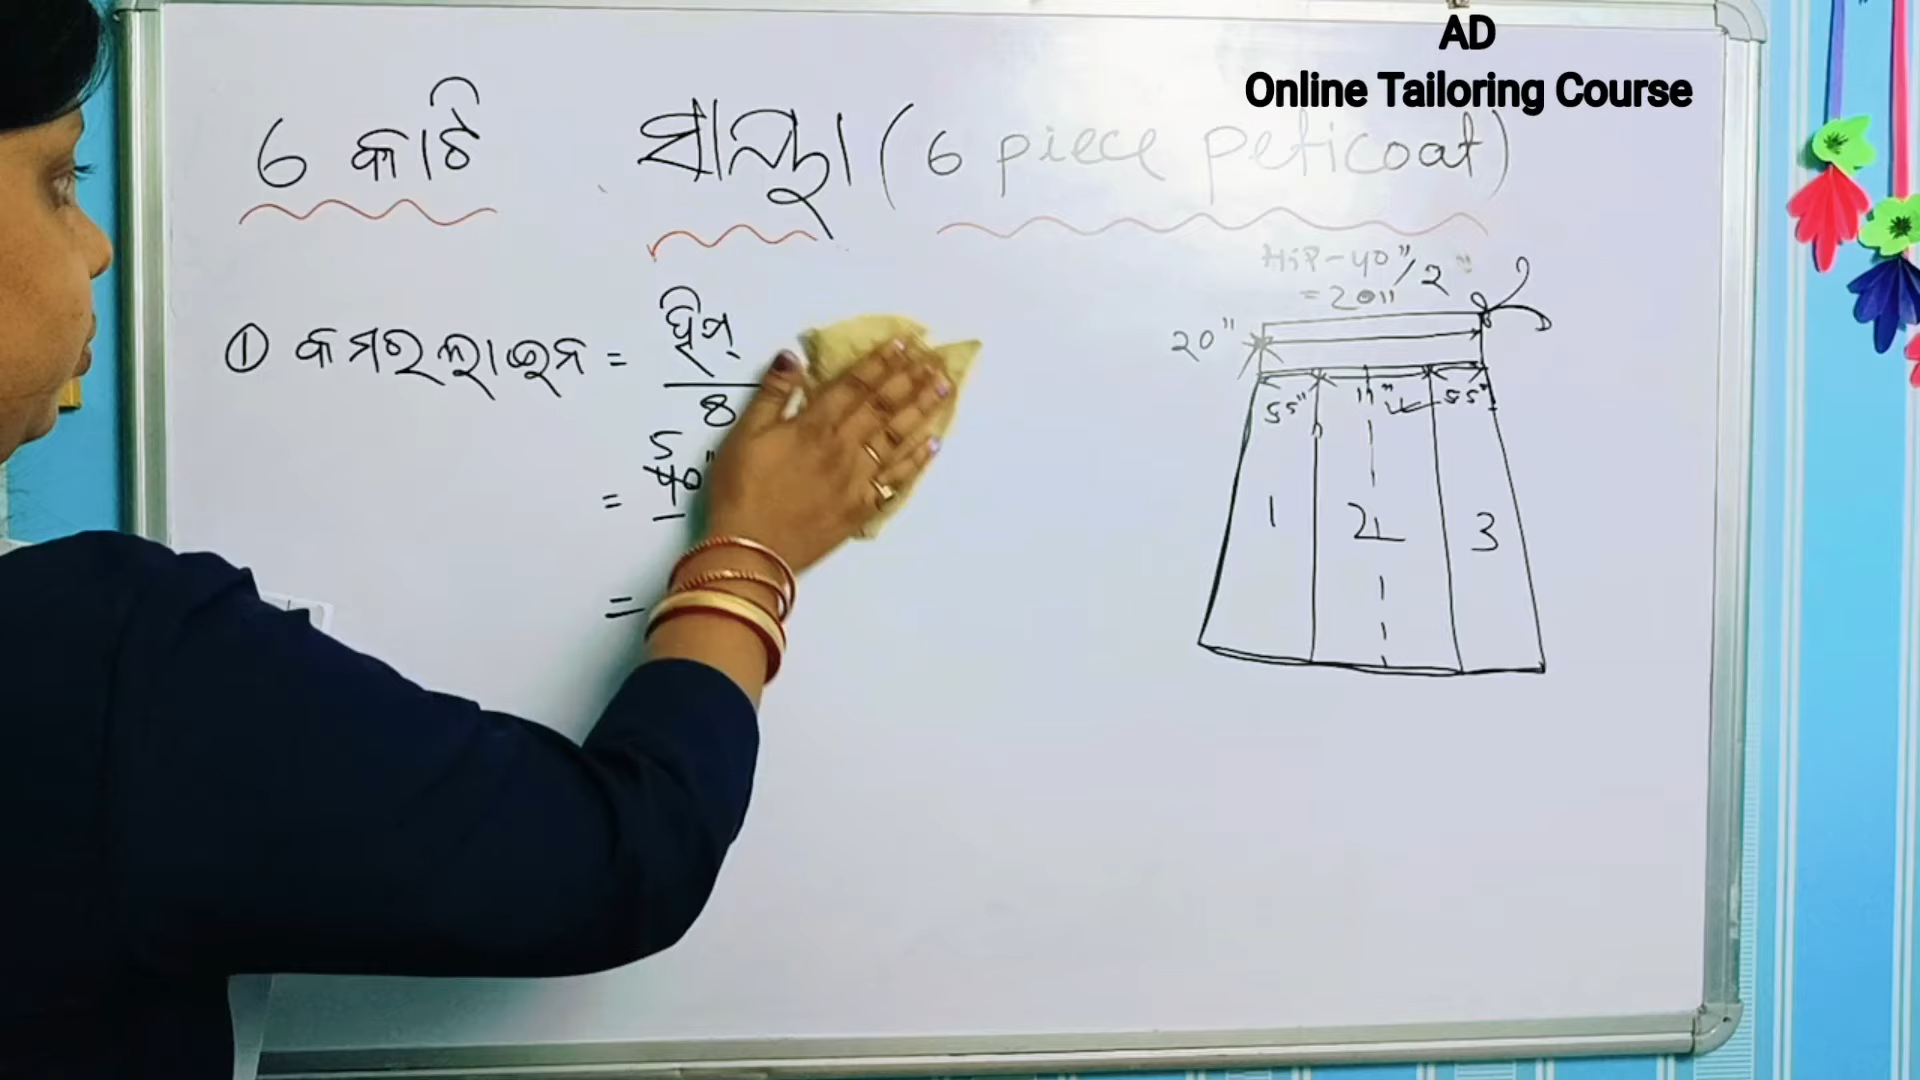 AD
Online Tailoring Course
6 କାଟି ସାୟା (6 piece peticoat)
Hip-40"/2
= 20"
20"
① କମର ଲାଇନ = ହିପ୍
8
5
= 40"
=
5.5" 11" 5.5"
1 2 3